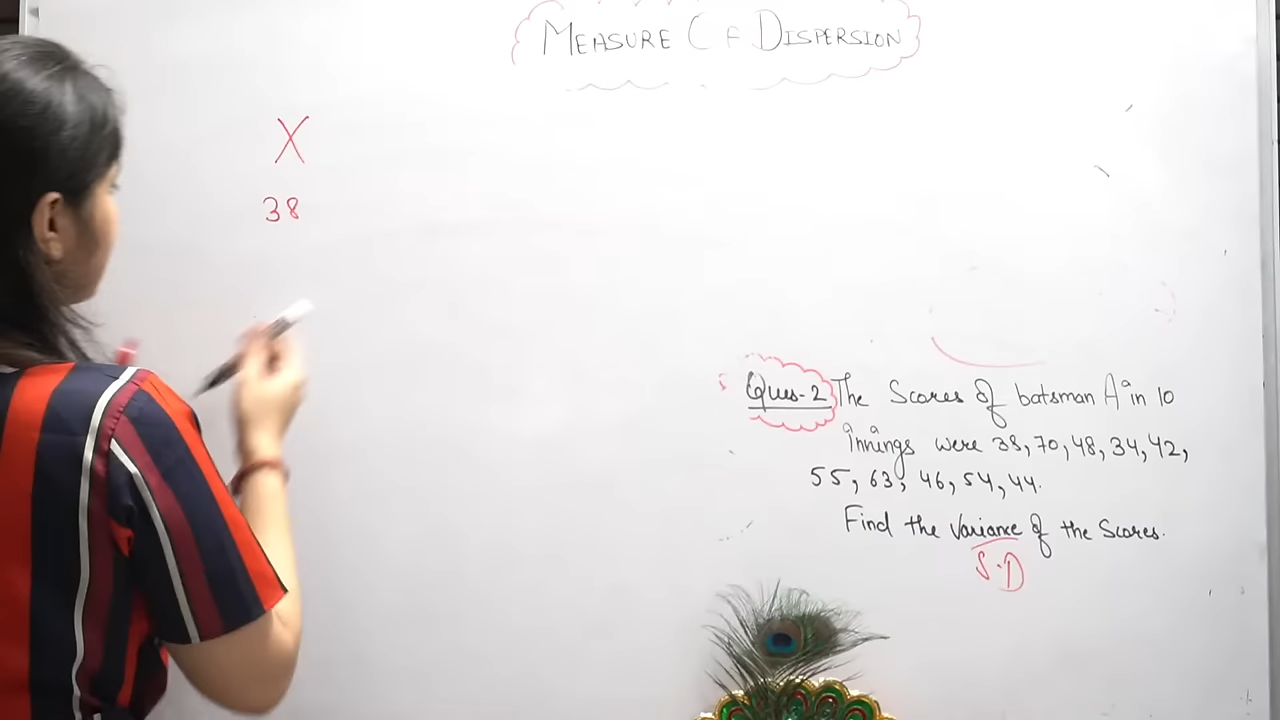 MEASURE OF DISPERSION
X
38
Ques-2 The Scores Of batsman A in 10
innings were 38, 70, 48, 34, 42,
55, 63, 46, 54, 44.
Find the Variance Of the Scores.
S.D